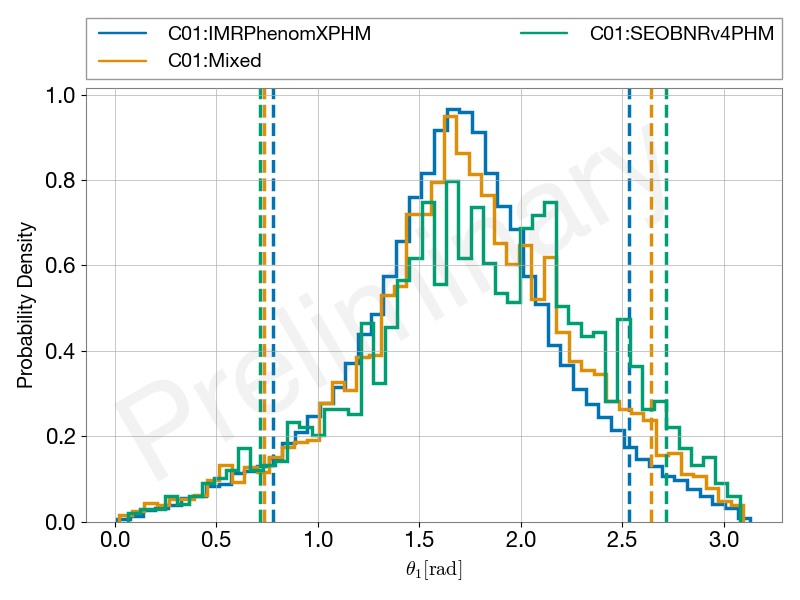 C01:IMRPhenomXPHM
C01:Mixed
C01:SEOBNRv4PHM
Preliminary
Probability Density
1.0
0.8
0.6
0.4
0.2
0.0
0.0 0.5 1.0 1.5 2.0 2.5 3.0
θ₁[rad]